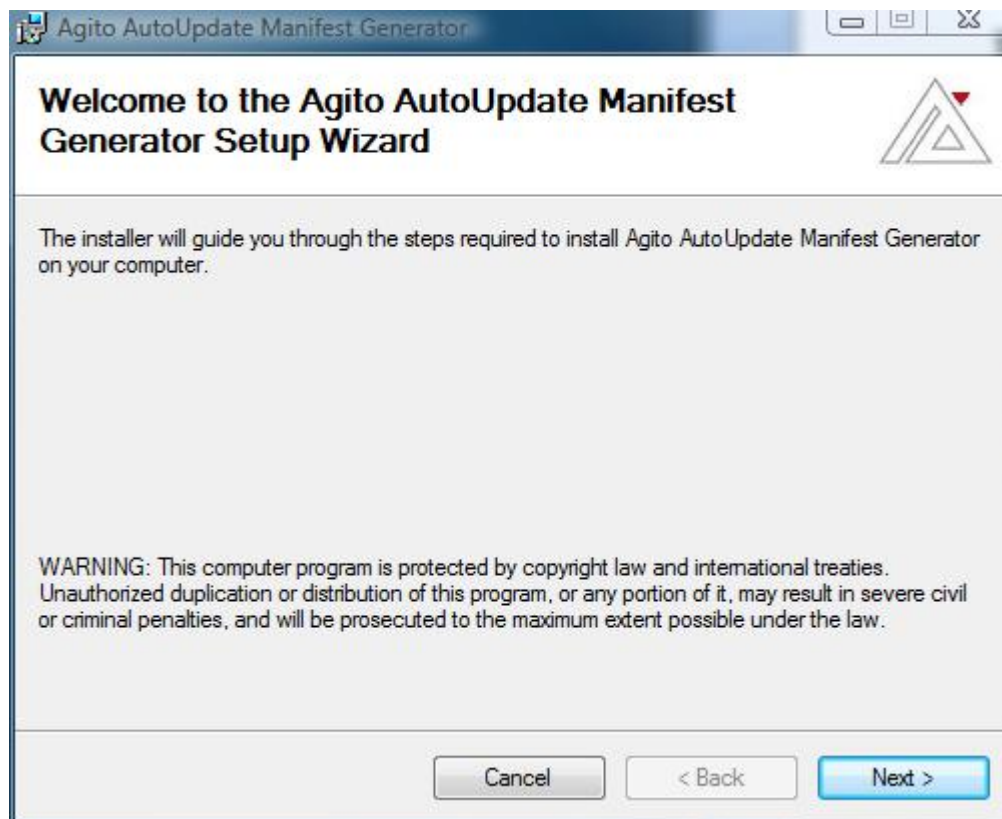 Agito AutoUpdate Manifest Generator
Welcome to the Agito AutoUpdate Manifest
Generator Setup Wizard
The installer will guide you through the steps required to install Agito AutoUpdate Manifest Generator
on your computer.
WARNING: This computer program is protected by copyright law and international treaties.
Unauthorized duplication or distribution of this program, or any portion of it, may result in severe civil
or criminal penalties, and will be prosecuted to the maximum extent possible under the law.
Cancel < Back Next >